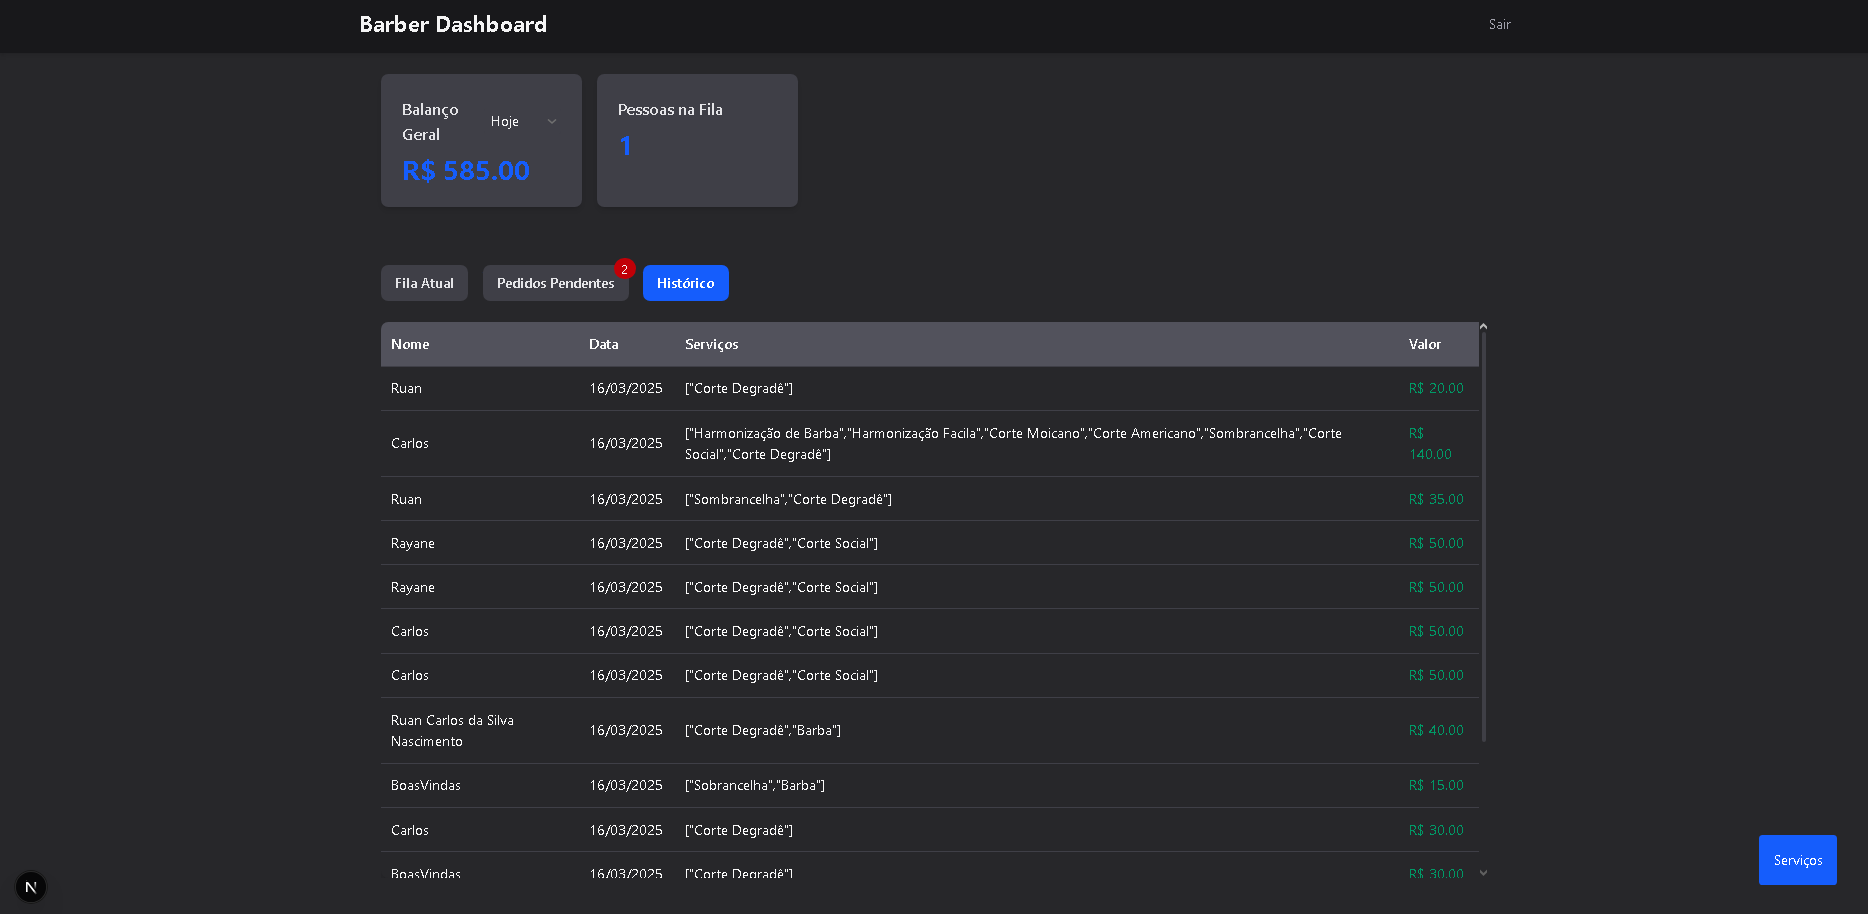 Barber Dashboard
Sair
Balanço
Geral
Hoje
R$ 585.00
Pessoas na Fila
1
Fila Atual
Pedidos Pendentes
2
Histórico
Nome Data Serviços Valor
Ruan 16/03/2025 ["Corte Degradê"] R$ 20.00
Carlos 16/03/2025 ["Harmonização de Barba","Harmonização Facila","Corte Moicano","Corte Americano","Sombrancelha","Corte R$
Social","Corte Degradê"] 140.00
Ruan 16/03/2025 ["Sombrancelha","Corte Degradê"] R$ 35.00
Rayane 16/03/2025 ["Corte Degradê","Corte Social"] R$ 50.00
Rayane 16/03/2025 ["Corte Degradê","Corte Social"] R$ 50.00
Carlos 16/03/2025 ["Corte Degradê","Corte Social"] R$ 50.00
Carlos 16/03/2025 ["Corte Degradê","Corte Social"] R$ 50.00
Ruan Carlos da Silva
Nascimento 16/03/2025 ["Corte Degradê","Barba"] R$ 40.00
BoasVindas 16/03/2025 ["Sobrancelha","Barba"] R$ 15.00
Carlos 16/03/2025 ["Corte Degradê"] R$ 30.00
BoasVindas 16/03/2025 ["Corte Degradê"] R$ 30.00
Serviços
N